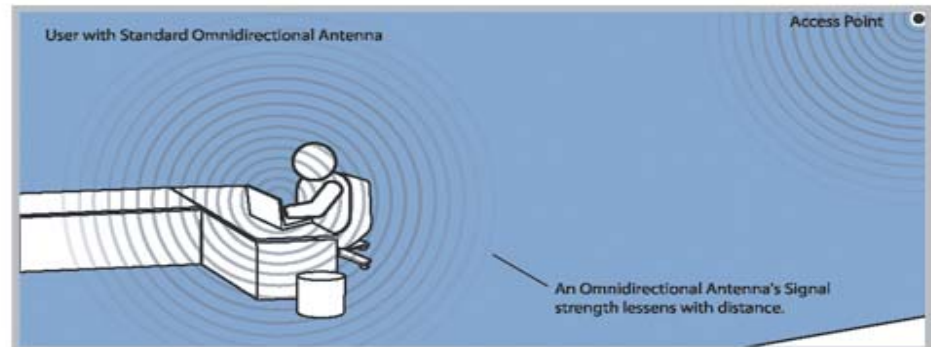 User with Standard Omnidirectional Antenna
Access Point
An Omnidirectional Antenna's Signal
strength lessens with distance.